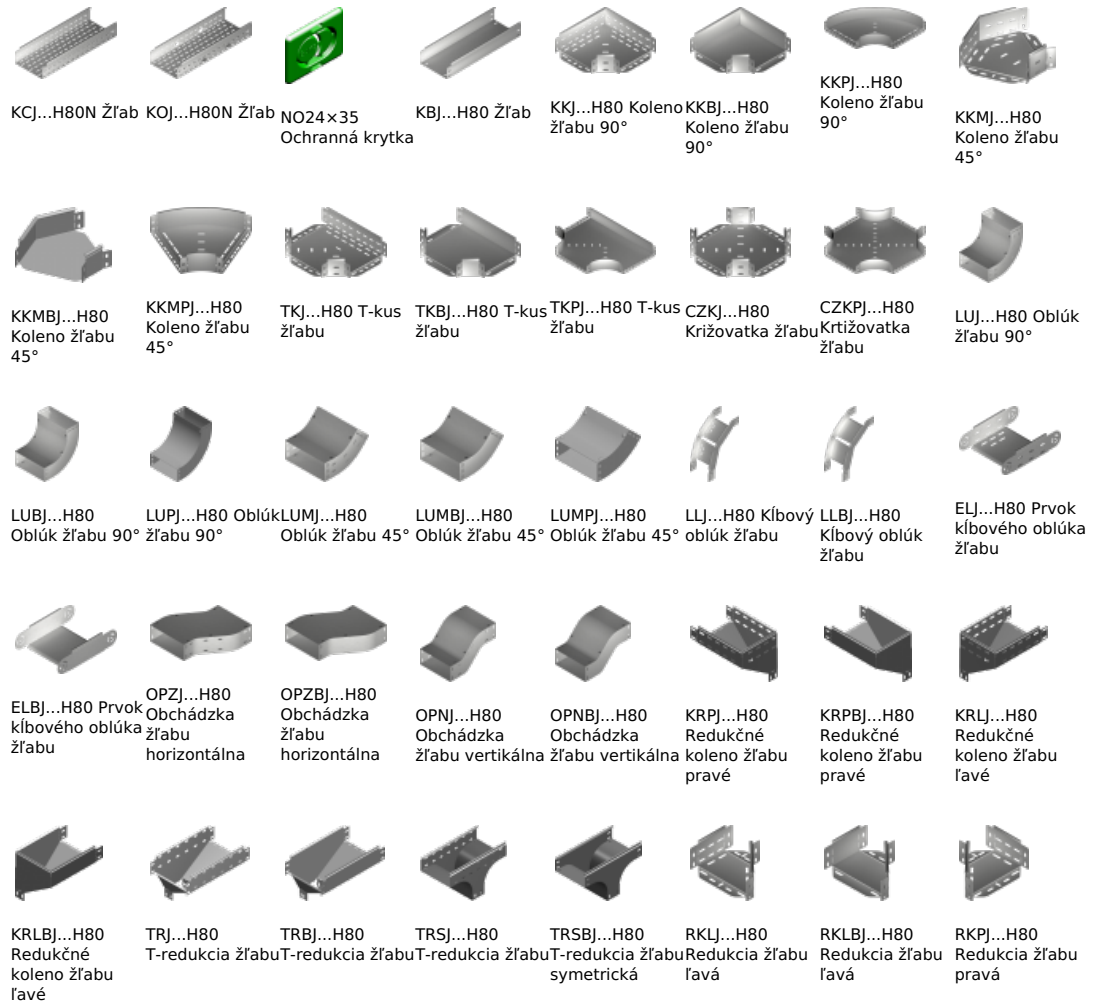 KCJ...H80N Žľab
KOJ...H80N Žľab
NO24×35
Ochranná krytka
KBJ...H80 Žľab
KKJ...H80 Koleno
žľabu 90°
KKBJ...H80
Koleno žľabu
90°
KKPJ...H80
Koleno žľabu
90°
KKMJ...H80
Koleno žľabu
45°
KKMBJ...H80
Koleno žľabu
45°
KKMPJ...H80
Koleno žľabu
45°
TKJ...H80 T-kus
žľabu
TKBJ...H80 T-kus
žľabu
TKPJ...H80 T-kus
žľabu
CZKJ...H80
Križovatka žľabu
CZKPJ...H80
Krtižovatka
žľabu
LUJ...H80 Oblúk
žľabu 90°
LUBJ...H80
Oblúk žľabu 90°
LUPJ...H80 Oblúk
žľabu 90°
LUMJ...H80
Oblúk žľabu 45°
LUMBJ...H80
Oblúk žľabu 45°
LUMPJ...H80
Oblúk žľabu 45°
LLJ...H80 Kĺbový
oblúk žľabu
LLBJ...H80
Kĺbový oblúk
žľabu
ELJ...H80 Prvok
kĺbového oblúka
žľabu
ELBJ...H80 Prvok
kĺbového oblúka
žľabu
OPZJ...H80
Obchádzka
žľabu
horizontálna
OPZBJ...H80
Obchádzka
žľabu
horizontálna
OPNJ...H80
Obchádzka
žľabu vertikálna
OPNBJ...H80
Obchádzka
žľabu vertikálna
KRPJ...H80
Redukčné
koleno žľabu
pravé
KRPBJ...H80
Redukčné
koleno žľabu
pravé
KRLJ...H80
Redukčné
koleno žľabu
ľavé
KRLBJ...H80
Redukčné
koleno žľabu
ľavé
TRJ...H80
T-redukcia žľabu
TRBJ...H80
T-redukcia žľabu
TRSJ...H80
T-redukcia žľabu
TRSBJ...H80
T-redukcia žľabu
symetrická
RKLJ...H80
Redukcia žľabu
ľavá
RKLBJ...H80
Redukcia žľabu
ľavá
RKPJ...H80
Redukcia žľabu
pravá